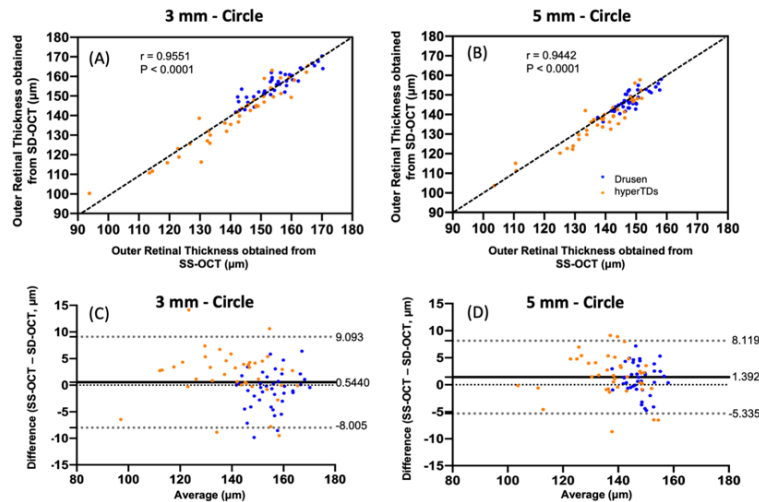 3 mm - Circle
5 mm - Circle
(A)
r = 0.9551
P < 0.0001
180
170
160
150
140
130
120
110
100
90
Outer Retinal Thickness obtained
from SD-OCT (µm)
90 100 110 120 130 140 150 160 170 180
Outer Retinal Thickness obtained from
SS-OCT (µm)
(B)
r = 0.9442
P < 0.0001
Drusen
hyperTDs
180
170
160
150
140
130
120
110
100
90
Outer Retinal Thickness obtained
from SD-OCT (µm)
90 100 110 120 130 140 150 160 170 180
Outer Retinal Thickness obtained from
SS-OCT (µm)
3 mm - Circle
5 mm - Circle
(C)
15
10
5
0
-5
-10
-15
Difference (SS-OCT – SD-OCT, µm)
9.093
0.5440
-8.005
80 100 120 140 160 180
Average (µm)
(D)
15
10
5
0
-5
-10
-15
Difference (SS-OCT – SD-OCT, µm)
8.119
1.392
-5.335
80 100 120 140 160 180
Average (µm)